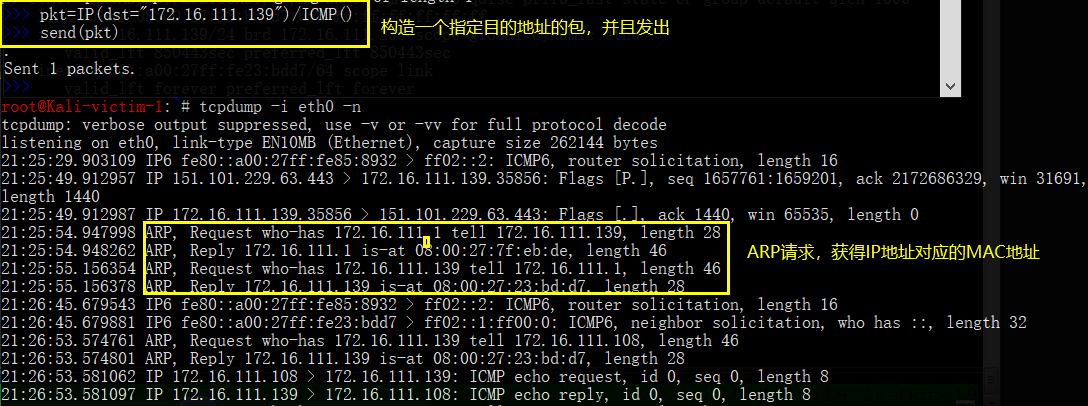 >>> pkt=IP(dst="172.16.111.139")/ICMP()
>>> send(pkt)
构造一个指定目的地址的包，并且发出
.
Sent 1 packets.
>>>
valid_lft forever preferred_lft forever
root@Kali-victim-1: # tcpdump -i eth0 -n
tcpdump: verbose output suppressed, use -v or -vv for full protocol decode
listening on eth0, link-type EN10MB (Ethernet), capture size 262144 bytes
21:25:29.903109 IP6 fe80::a00:27ff:fe85:8932 > ff02::2: ICMP6, router solicitation, length 16
21:25:49.912957 IP 151.101.229.63.443 > 172.16.111.139.35856: Flags [P.], seq 1657761:1659201, ack 2172686329, win 31691,
length 1440
21:25:49.912987 IP 172.16.111.139.35856 > 151.101.229.63.443: Flags [.], ack 1440, win 65535, length 0
21:25:54.947998 ARP, Request who-has 172.16.111.1 tell 172.16.111.139, length 28
21:25:54.948262 ARP, Reply 172.16.111.1 is-at 08:00:27:7f:eb:de, length 46
21:25:55.156354 ARP, Request who-has 172.16.111.139 tell 172.16.111.1, length 46
21:25:55.156378 ARP, Reply 172.16.111.139 is-at 08:00:27:23:bd:d7, length 28
ARP请求，获得IP地址对应的MAC地址
21:26:45.679543 IP6 fe80::a00:27ff:fe85:8932 > ff02::2: ICMP6, router solicitation, length 16
21:26:45.679881 IP6 fe80::a00:27ff:fe23:bdd7 > ff02::1:ff00:0: ICMP6, neighbor solicitation, who has ::, length 32
21:26:53.574761 ARP, Request who-has 172.16.111.139 tell 172.16.111.108, length 46
21:26:53.574801 ARP, Reply 172.16.111.139 is-at 08:00:27:23:bd:d7, length 28
21:26:53.581062 IP 172.16.111.108 > 172.16.111.139: ICMP echo request, id 0, seq 0, length 8
21:26:53.581097 IP 172.16.111.139 > 172.16.111.108: ICMP echo reply, id 0, seq 0, length 8